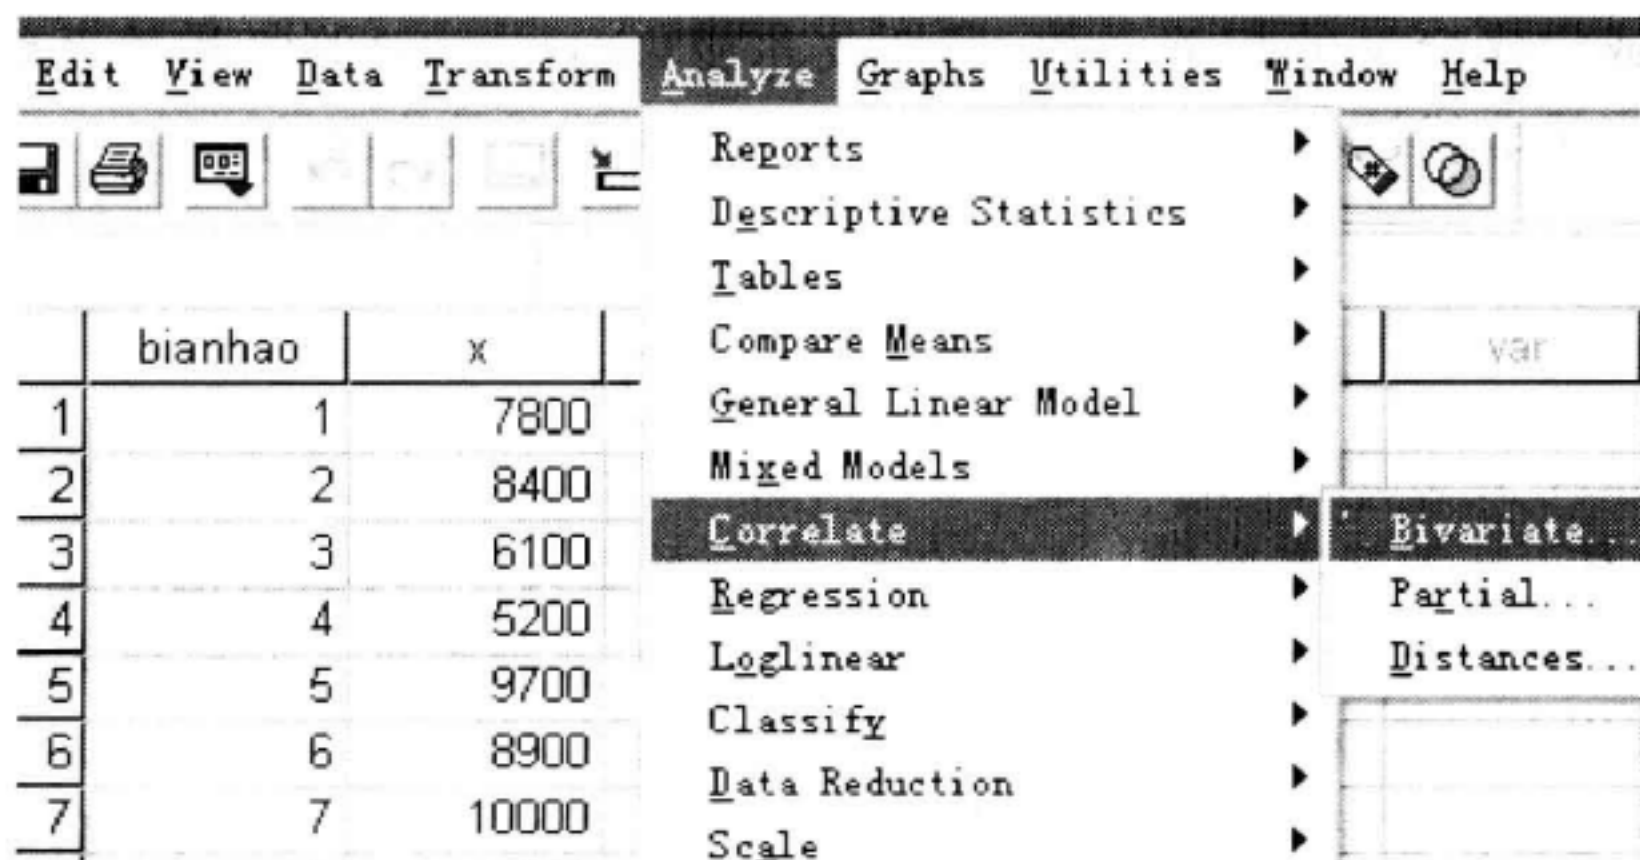 Edit View Data Transform Analyze Graphs Utilities Window Help
Reports
Descriptive Statistics
Tables
bianhao x Compare Means var
1 1 7800 General Linear Model
2 2 8400 Mixed Models
3 3 6100 Correlate Bivariate...
4 4 5200 Regression Partial...
5 5 9700 Loglinear Distances...
6 6 8900 Classify
7 7 10000 Data Reduction
Scale